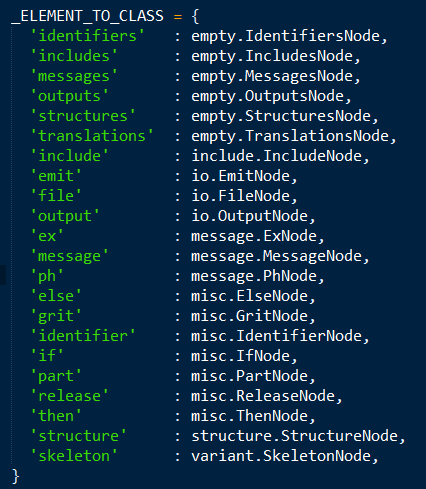 _ELEMENT_TO_CLASS = {
  'identifiers'   : empty.IdentifiersNode,
  'includes'      : empty.IncludesNode,
  'messages'      : empty.MessagesNode,
  'outputs'       : empty.OutputsNode,
  'structures'    : empty.StructuresNode,
  'translations'  : empty.TranslationsNode,
  'include'       : include.IncludeNode,
  'emit'          : io.EmitNode,
  'file'          : io.FileNode,
  'output'        : io.OutputNode,
  'ex'            : message.ExNode,
  'message'       : message.MessageNode,
  'ph'            : message.PhNode,
  'else'          : misc.ElseNode,
  'grit'          : misc.GritNode,
  'identifier'    : misc.IdentifierNode,
  'if'            : misc.IfNode,
  'part'          : misc.PartNode,
  'release'       : misc.ReleaseNode,
  'then'          : misc.ThenNode,
  'structure'     : structure.StructureNode,
  'skeleton'      : variant.SkeletonNode,
}